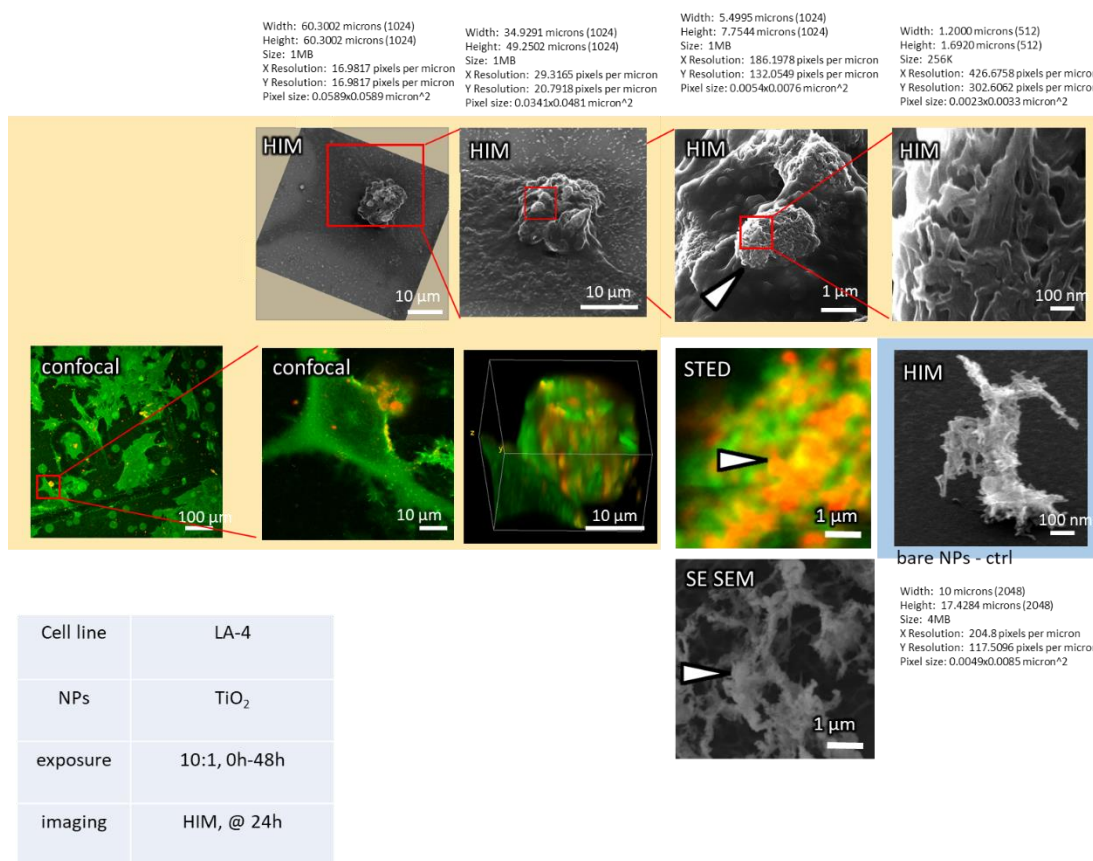 Width: 60.3002 microns (1024)
Height: 60.3002 microns (1024)
Size: 1MB
X Resolution: 16.9817 pixels per micron
Y Resolution: 16.9817 pixels per micron
Pixel size: 0.0589x0.0589 micron^2
Width: 34.9291 microns (1024)
Height: 49.2502 microns (1024)
Size: 1MB
X Resolution: 29.3165 pixels per micron
Y Resolution: 20.7918 pixels per micron
Pixel size: 0.0341x0.0481 micron^2
Width: 5.4995 microns (1024)
Height: 7.7544 microns (1024)
Size: 1MB
X Resolution: 186.1978 pixels per micron
Y Resolution: 132.0549 pixels per micron
Pixel size: 0.0054x0.0076 micron^2
Width: 1.2000 microns (512)
Height: 1.6920 microns (512)
Size: 256K
X Resolution: 426.6758 pixels per micron
Y Resolution: 302.6062 pixels per micron
Pixel size: 0.0023x0.0033 micron^2
HIM
10 µm
HIM
10 µm
HIM
1 µm
HIM
100 nm
confocal
100 µm
confocal
10 µm
z
y
10 µm
STED
1 µm
HIM
100 nm
bare NPs - ctrl
SE SEM
1 µm
Width: 10 microns (2048)
Height: 17.4284 microns (2048)
Size: 4MB
X Resolution: 204.8 pixels per micron
Y Resolution: 117.5096 pixels per micron
Pixel size: 0.0049x0.0085 micron^2
Cell line LA-4
NPs TiO₂
exposure 10:1, 0h-48h
imaging HIM, @ 24h